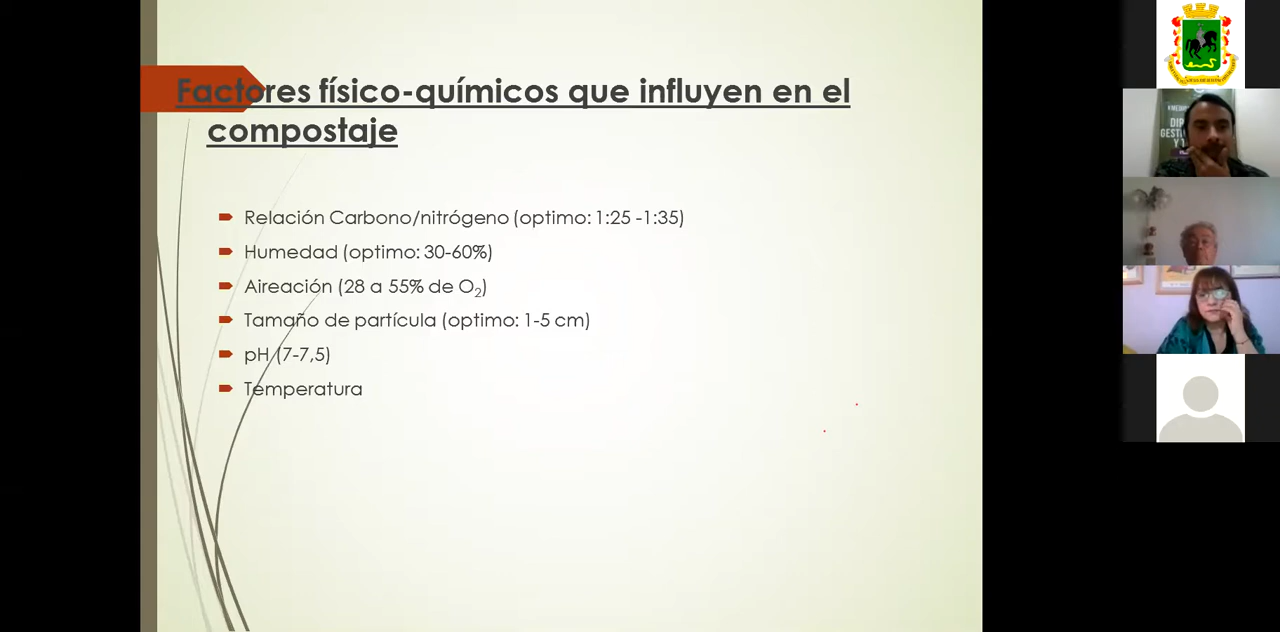 Factores físico-químicos que influyen en el
compostaje
Relación Carbono/nitrógeno (optimo: 1:25 -1:35)
Humedad (optimo: 30-60%)
Aireación (28 a 55% de O₂)
Tamaño de partícula (optimo: 1-5 cm)
pH (7-7,5)
Temperatura